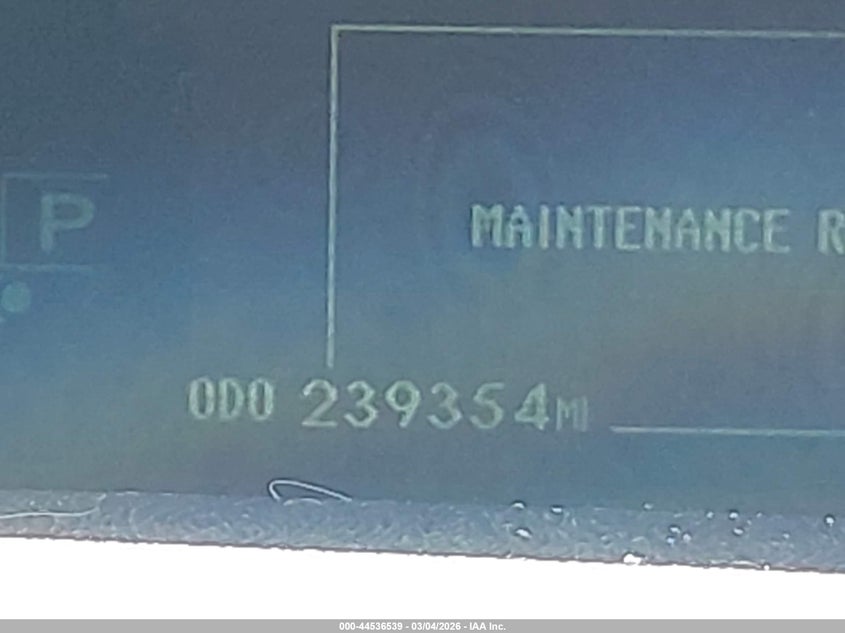 P
MAINTENANCE R
ODO 239354MI
000-44536539 - 03/04/2026 - IAA Inc.